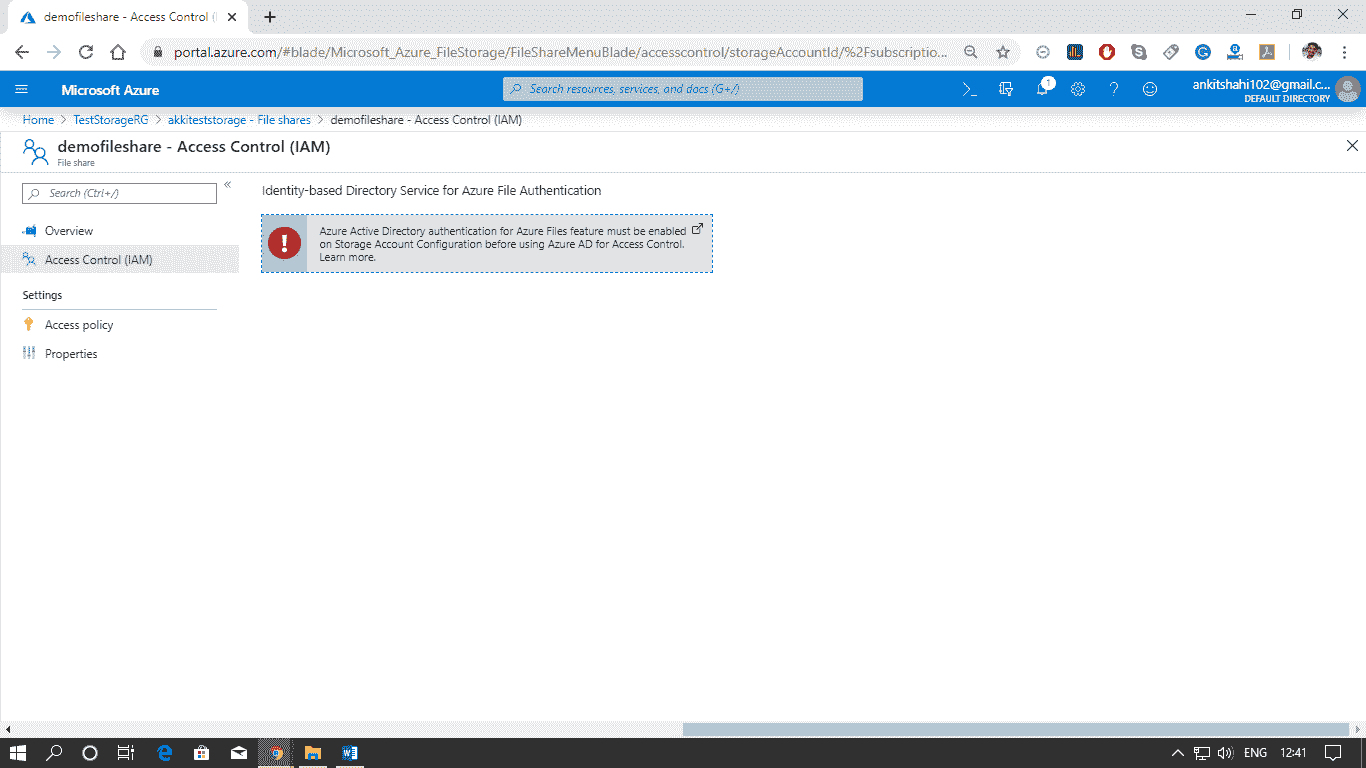 demofileshare - Access Control (
portal.azure.com/#blade/Microsoft_Azure_FileStorage/FileShareMenuBlade/accesscontrol/storageAccountId/%2Fsubscriptio...
Microsoft Azure
Search resources, services, and docs (G+/)
1
ankitshahi102@gmail.c...
DEFAULT DIRECTORY
Home > TestStorageRG > akkiteststorage - File shares > demofileshare - Access Control (IAM)
demofileshare - Access Control (IAM)
File share
Search (Ctrl+/)
«
Overview
Access Control (IAM)
Settings
Access policy
Properties
Identity-based Directory Service for Azure File Authentication
Azure Active Directory authentication for Azure Files feature must be enabled
on Storage Account Configuration before using Azure AD for Access Control.
Learn more.
ENG 12:41